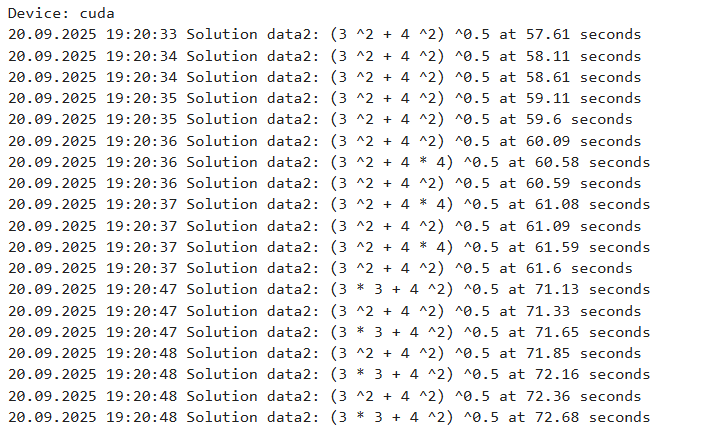 Device: cuda
20.09.2025 19:20:33 Solution data2: (3 ^2 + 4 ^2) ^0.5 at 57.61 seconds
20.09.2025 19:20:34 Solution data2: (3 ^2 + 4 ^2) ^0.5 at 58.11 seconds
20.09.2025 19:20:34 Solution data2: (3 ^2 + 4 ^2) ^0.5 at 58.61 seconds
20.09.2025 19:20:35 Solution data2: (3 ^2 + 4 ^2) ^0.5 at 59.11 seconds
20.09.2025 19:20:35 Solution data2: (3 ^2 + 4 ^2) ^0.5 at 59.6 seconds
20.09.2025 19:20:36 Solution data2: (3 ^2 + 4 ^2) ^0.5 at 60.09 seconds
20.09.2025 19:20:36 Solution data2: (3 ^2 + 4 * 4) ^0.5 at 60.58 seconds
20.09.2025 19:20:36 Solution data2: (3 ^2 + 4 ^2) ^0.5 at 60.59 seconds
20.09.2025 19:20:37 Solution data2: (3 ^2 + 4 * 4) ^0.5 at 61.08 seconds
20.09.2025 19:20:37 Solution data2: (3 ^2 + 4 ^2) ^0.5 at 61.09 seconds
20.09.2025 19:20:37 Solution data2: (3 ^2 + 4 * 4) ^0.5 at 61.59 seconds
20.09.2025 19:20:37 Solution data2: (3 ^2 + 4 ^2) ^0.5 at 61.6 seconds
20.09.2025 19:20:47 Solution data2: (3 * 3 + 4 ^2) ^0.5 at 71.13 seconds
20.09.2025 19:20:47 Solution data2: (3 ^2 + 4 ^2) ^0.5 at 71.33 seconds
20.09.2025 19:20:47 Solution data2: (3 * 3 + 4 ^2) ^0.5 at 71.65 seconds
20.09.2025 19:20:48 Solution data2: (3 ^2 + 4 ^2) ^0.5 at 71.85 seconds
20.09.2025 19:20:48 Solution data2: (3 * 3 + 4 ^2) ^0.5 at 72.16 seconds
20.09.2025 19:20:48 Solution data2: (3 ^2 + 4 ^2) ^0.5 at 72.36 seconds
20.09.2025 19:20:48 Solution data2: (3 * 3 + 4 ^2) ^0.5 at 72.68 seconds